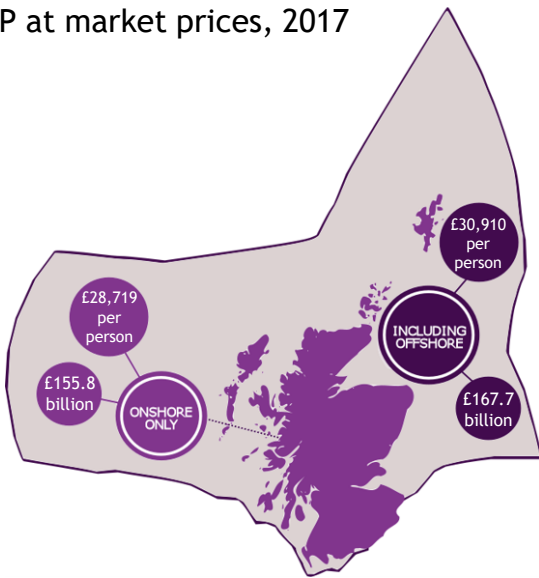 P at market prices, 2017
£30,910
per
person
£28,719
per
person
INCLUDING
OFFSHORE
£155.8
billion
ONSHORE
ONLY
£167.7
billion